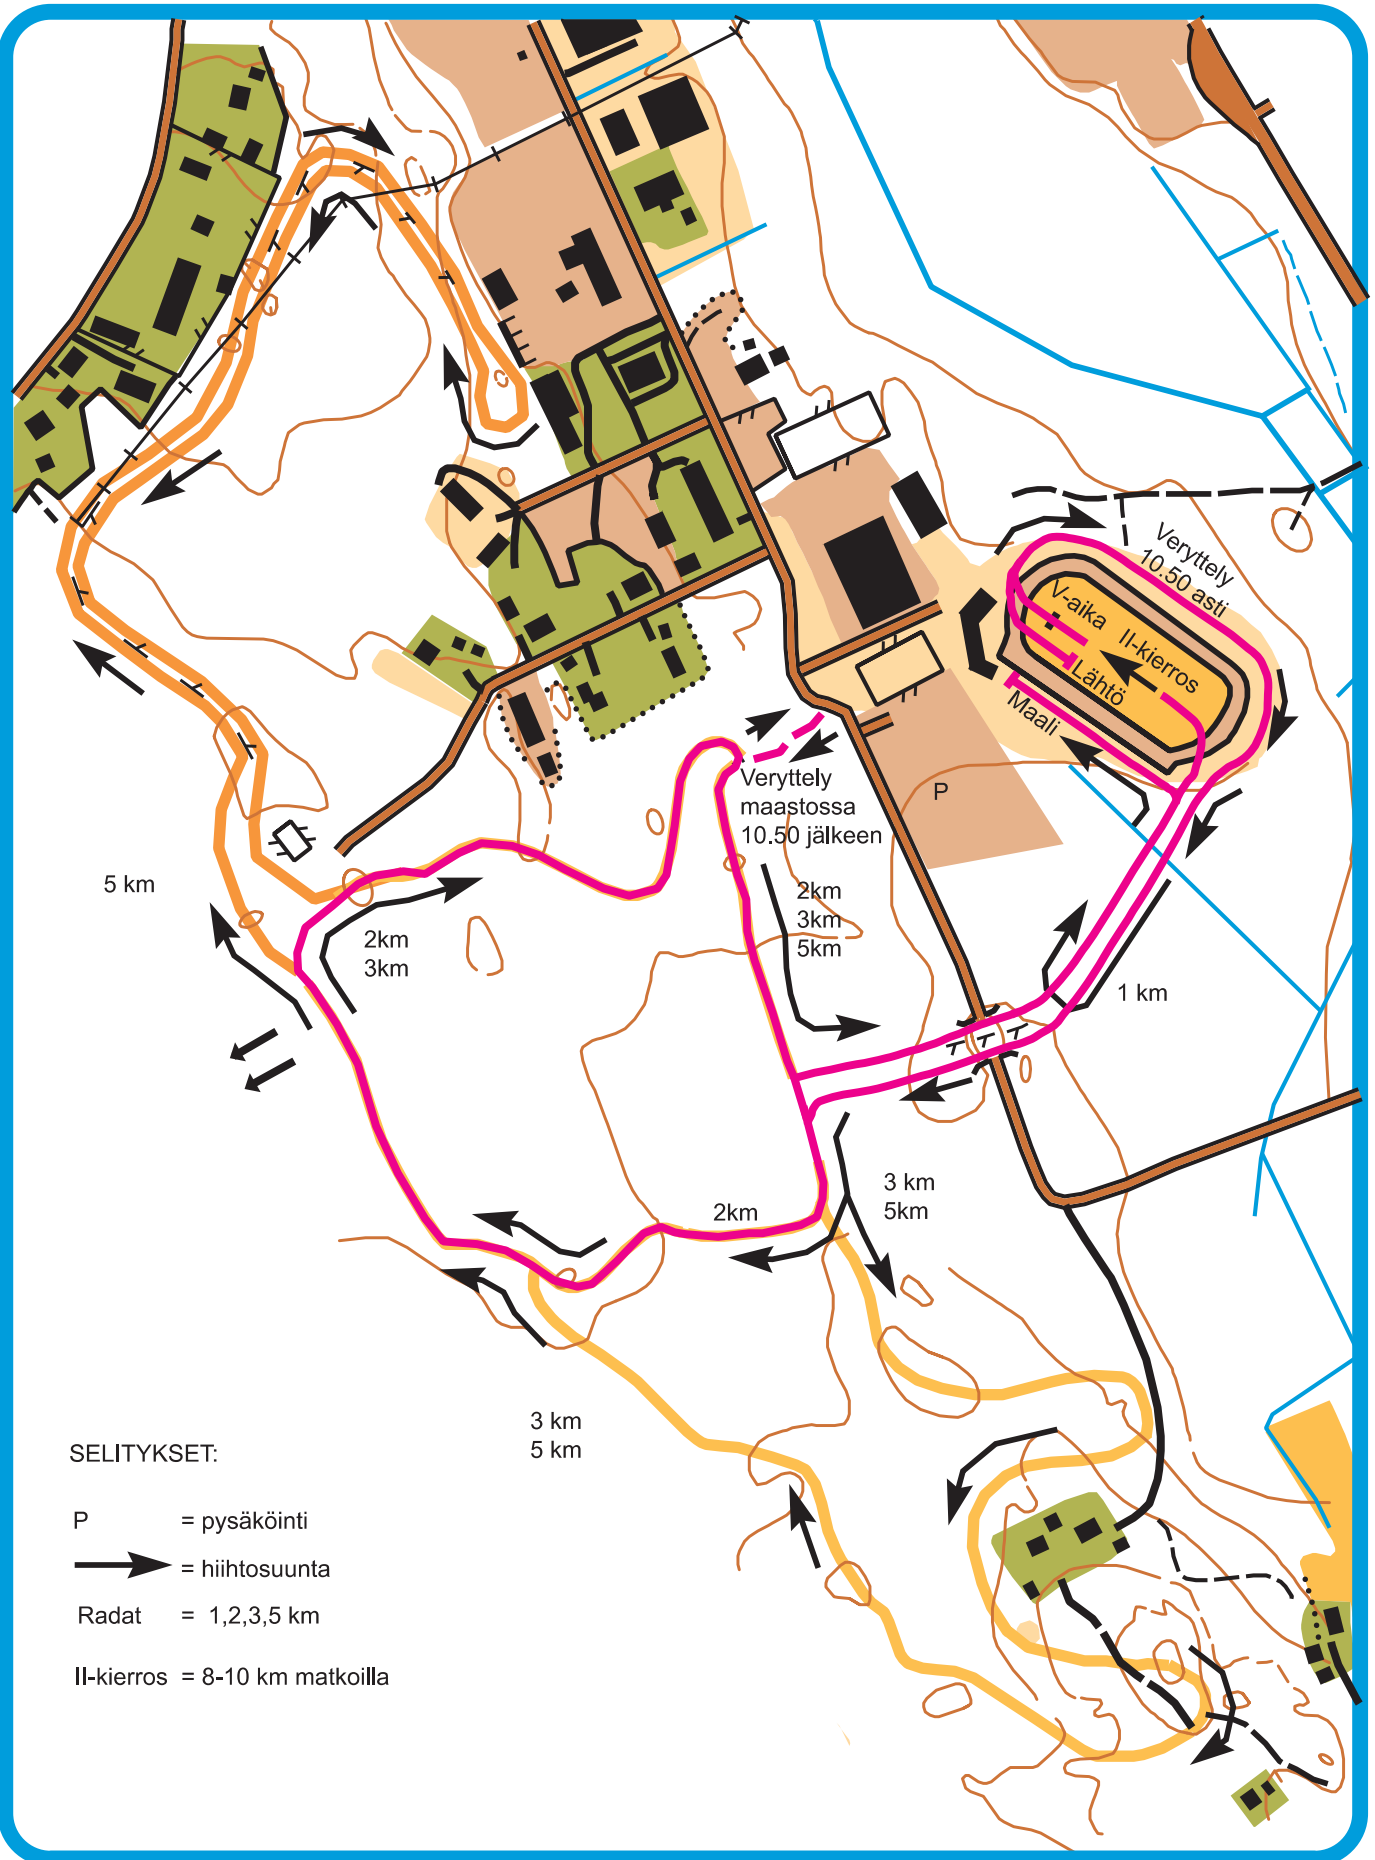 Veryttely
10.50 asti
V-aika
II-kierros
Lähtö
Maali
P
Veryttely
maastossa
10.50 jälkeen
2km
3km
5km
5 km
2km
3km
1 km
3 km
5km
2km
3 km
5 km
SELITYKSET:
P = pysäköinti
= hiihtosuunta
Radat = 1,2,3,5 km
II-kierros = 8-10 km matkoilla